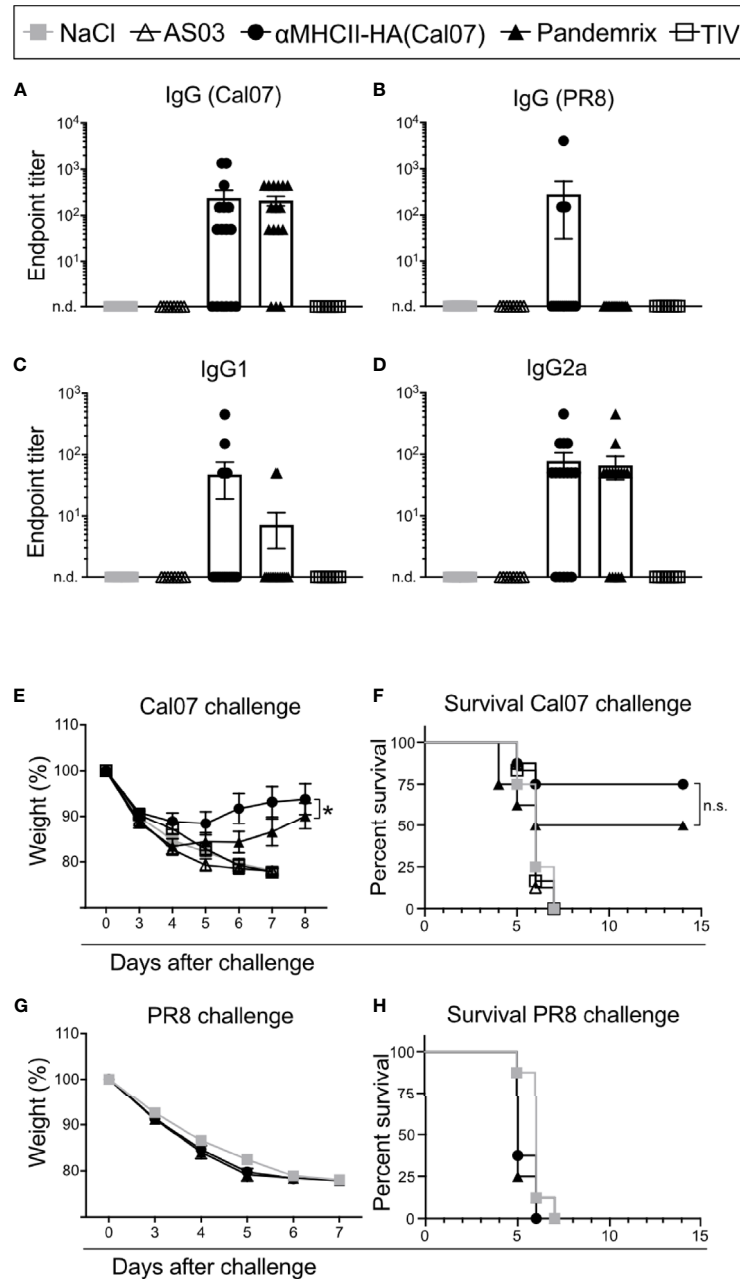 NaCl AS03 αMHCII-HA(Cal07) Pandemrix TIV
A IgG (Cal07)
Endpoint titer
10⁴
10³
10²
10¹
n.d.
B IgG (PR8)
10⁴
10³
10²
10¹
n.d.
C IgG1
Endpoint titer
10³
10²
10¹
n.d.
D IgG2a
10³
10²
10¹
n.d.
E Cal07 challenge
Weight (%)
110
100
90
80
*
0 3 4 5 6 7 8
Days after challenge
F Survival Cal07 challenge
Percent survival
100
75
50
25
0
n.s.
0 5 10 15
G PR8 challenge
Weight (%)
110
100
90
80
0 3 4 5 6 7
Days after challenge
H Survival PR8 challenge
Percent survival
100
75
50
25
0
0 5 10 15